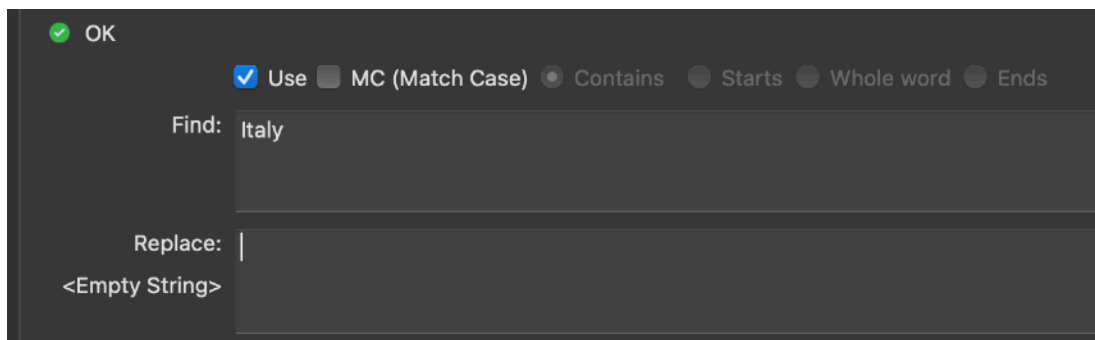 OK
Use MC (Match Case) Contains Starts Whole word Ends
Find: Italy
Replace:
<Empty String>